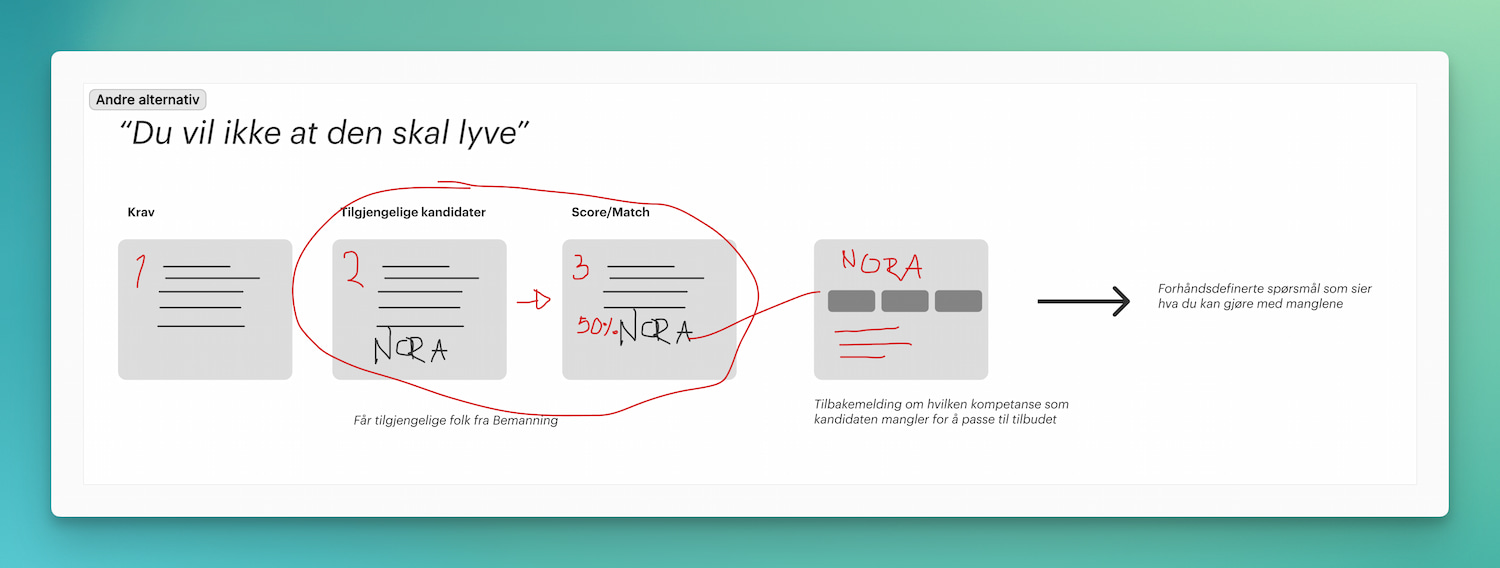 Andre alternativ
“Du vil ikke at den skal lyve”
Krav
Tilgjengelige kandidater
Score/Match
1
2
3
NORA
50% NORA
NORA
Forhåndsdefinerte spørsmål som sier
hva du kan gjøre med manglene
Får tilgjengelige folk fra Bemanning
Tilbakemelding om hvilken kompetanse som
kandidaten mangler for å passe til tilbudet